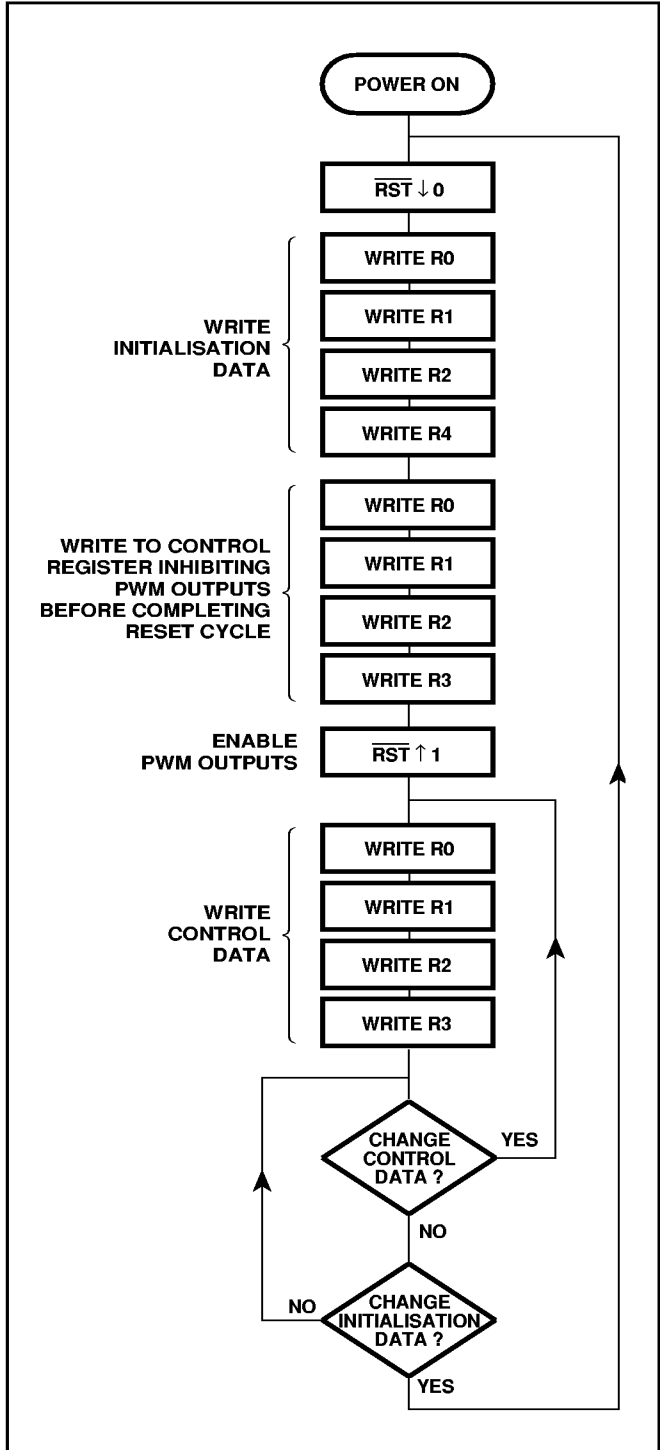 POWER ON
R̅S̅T̅ ↓ 0
WRITE
INITIALISATION
DATA
WRITE R0
WRITE R1
WRITE R2
WRITE R4
WRITE TO CONTROL
REGISTER INHIBITING
PWM OUTPUTS
BEFORE COMPLETING
RESET CYCLE
WRITE R0
WRITE R1
WRITE R2
WRITE R3
ENABLE
PWM OUTPUTS
R̅S̅T̅ ↑ 1
WRITE
CONTROL
DATA
WRITE R0
WRITE R1
WRITE R2
WRITE R3
CHANGE
CONTROL
DATA ?
YES
NO
CHANGE
INITIALISATION
DATA ?
NO
YES